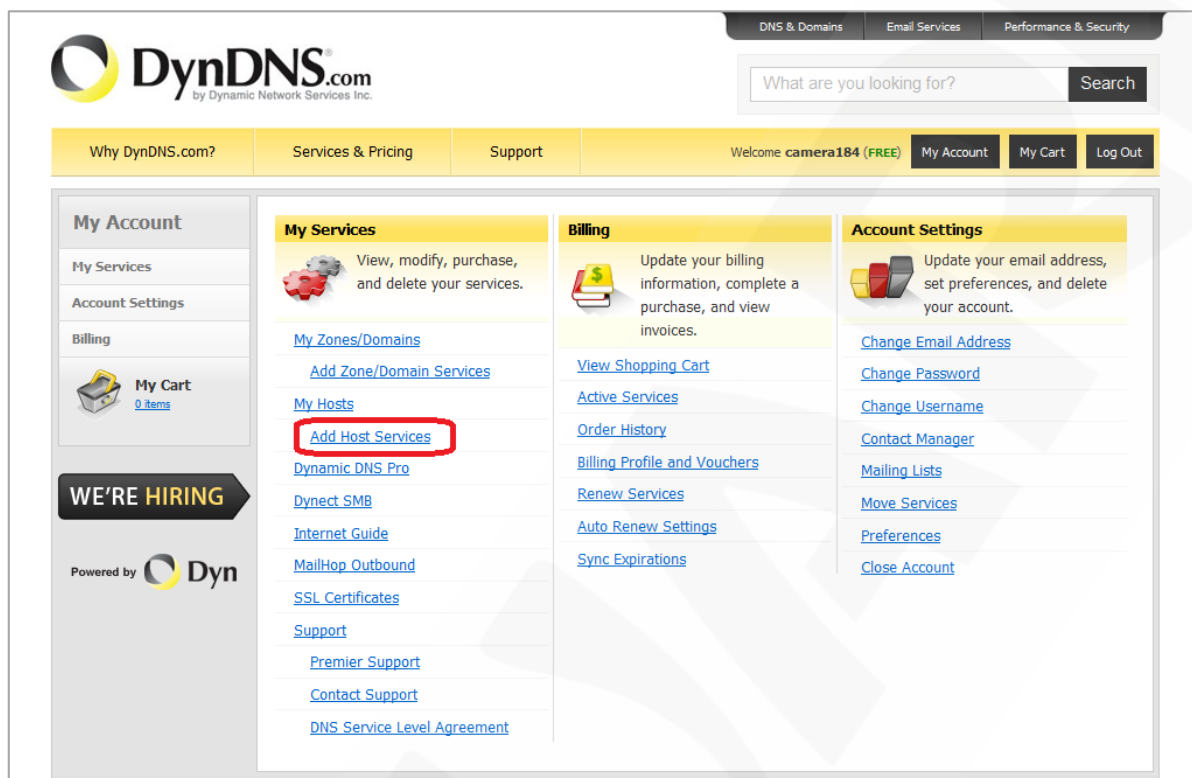 DNS & Domains
Email Services
Performance & Security
DynDNS.com
by Dynamic Network Services Inc.
What are you looking for?
Search
Why DynDNS.com?
Services & Pricing
Support
Welcome camera184 (FREE)
My Account
My Cart
Log Out
My Account
My Services
Account Settings
Billing
My Cart
0 items
WE'RE HIRING
Powered by Dyn
My Services
View, modify, purchase,
and delete your services.
My Zones/Domains
Add Zone/Domain Services
My Hosts
Add Host Services
Dynamic DNS Pro
Dynect SMB
Internet Guide
MailHop Outbound
SSL Certificates
Support
Premier Support
Contact Support
DNS Service Level Agreement
Billing
Update your billing
information, complete a
purchase, and view
invoices.
View Shopping Cart
Active Services
Order History
Billing Profile and Vouchers
Renew Services
Auto Renew Settings
Sync Expirations
Account Settings
Update your email address,
set preferences, and delete
your account.
Change Email Address
Change Password
Change Username
Contact Manager
Mailing Lists
Move Services
Preferences
Close Account